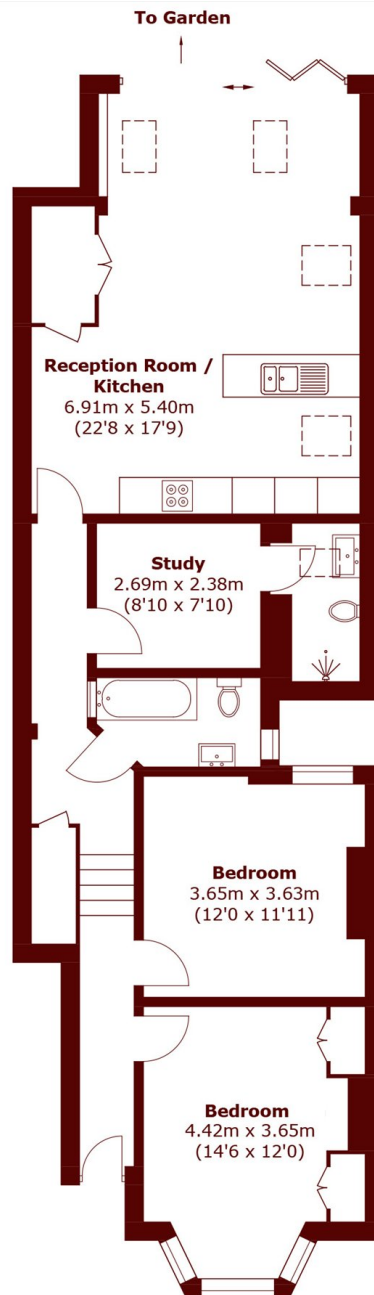 To Garden
Reception Room /
Kitchen
6.91m x 5.40m
(22'8 x 17'9)
Study
2.69m x 2.38m
(8'10 x 7'10)
Bedroom
3.65m x 3.63m
(12'0 x 11'11)
Bedroom
4.42m x 3.65m
(14'6 x 12'0)